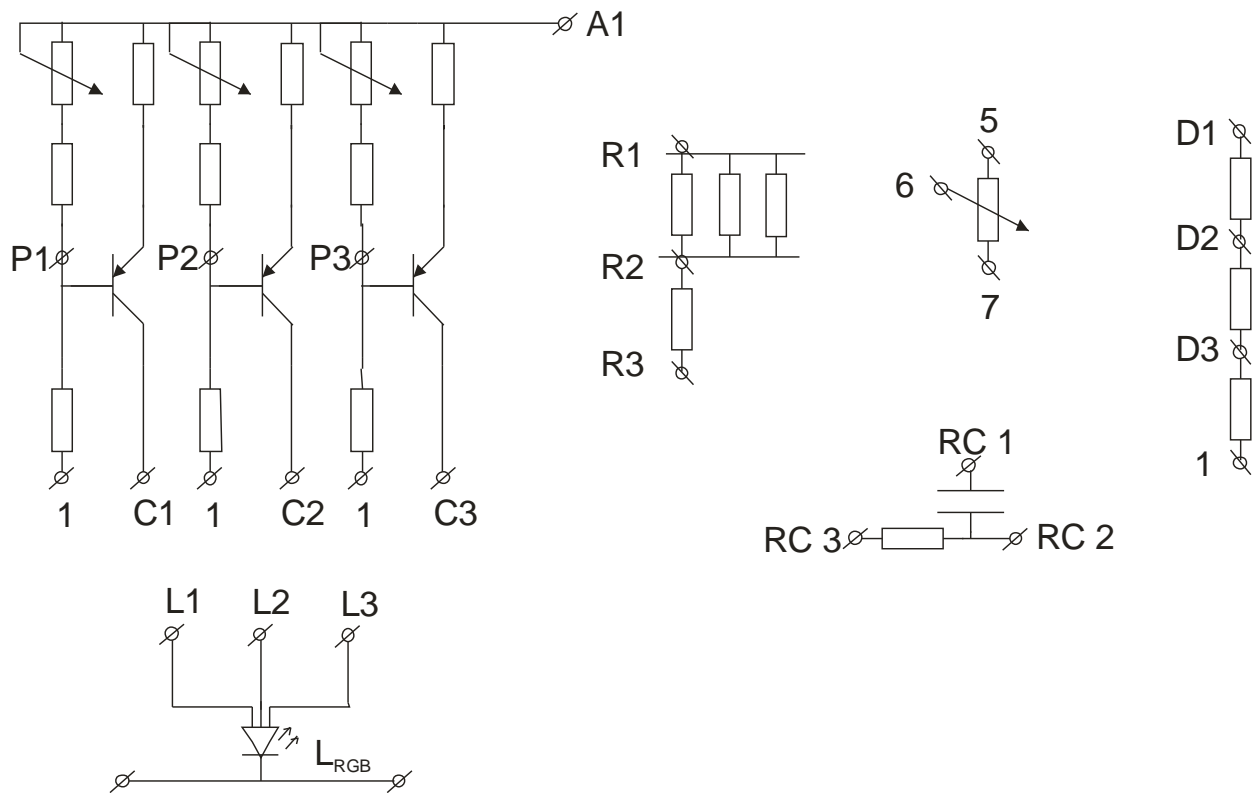 A1
5
D1
R1
6
D2
P1 P2 P3
R2
7
D3
R3
RC 1
1
1 C1 1 C2 1 C3
RC 3 RC 2
L1 L2 L3
LRGB